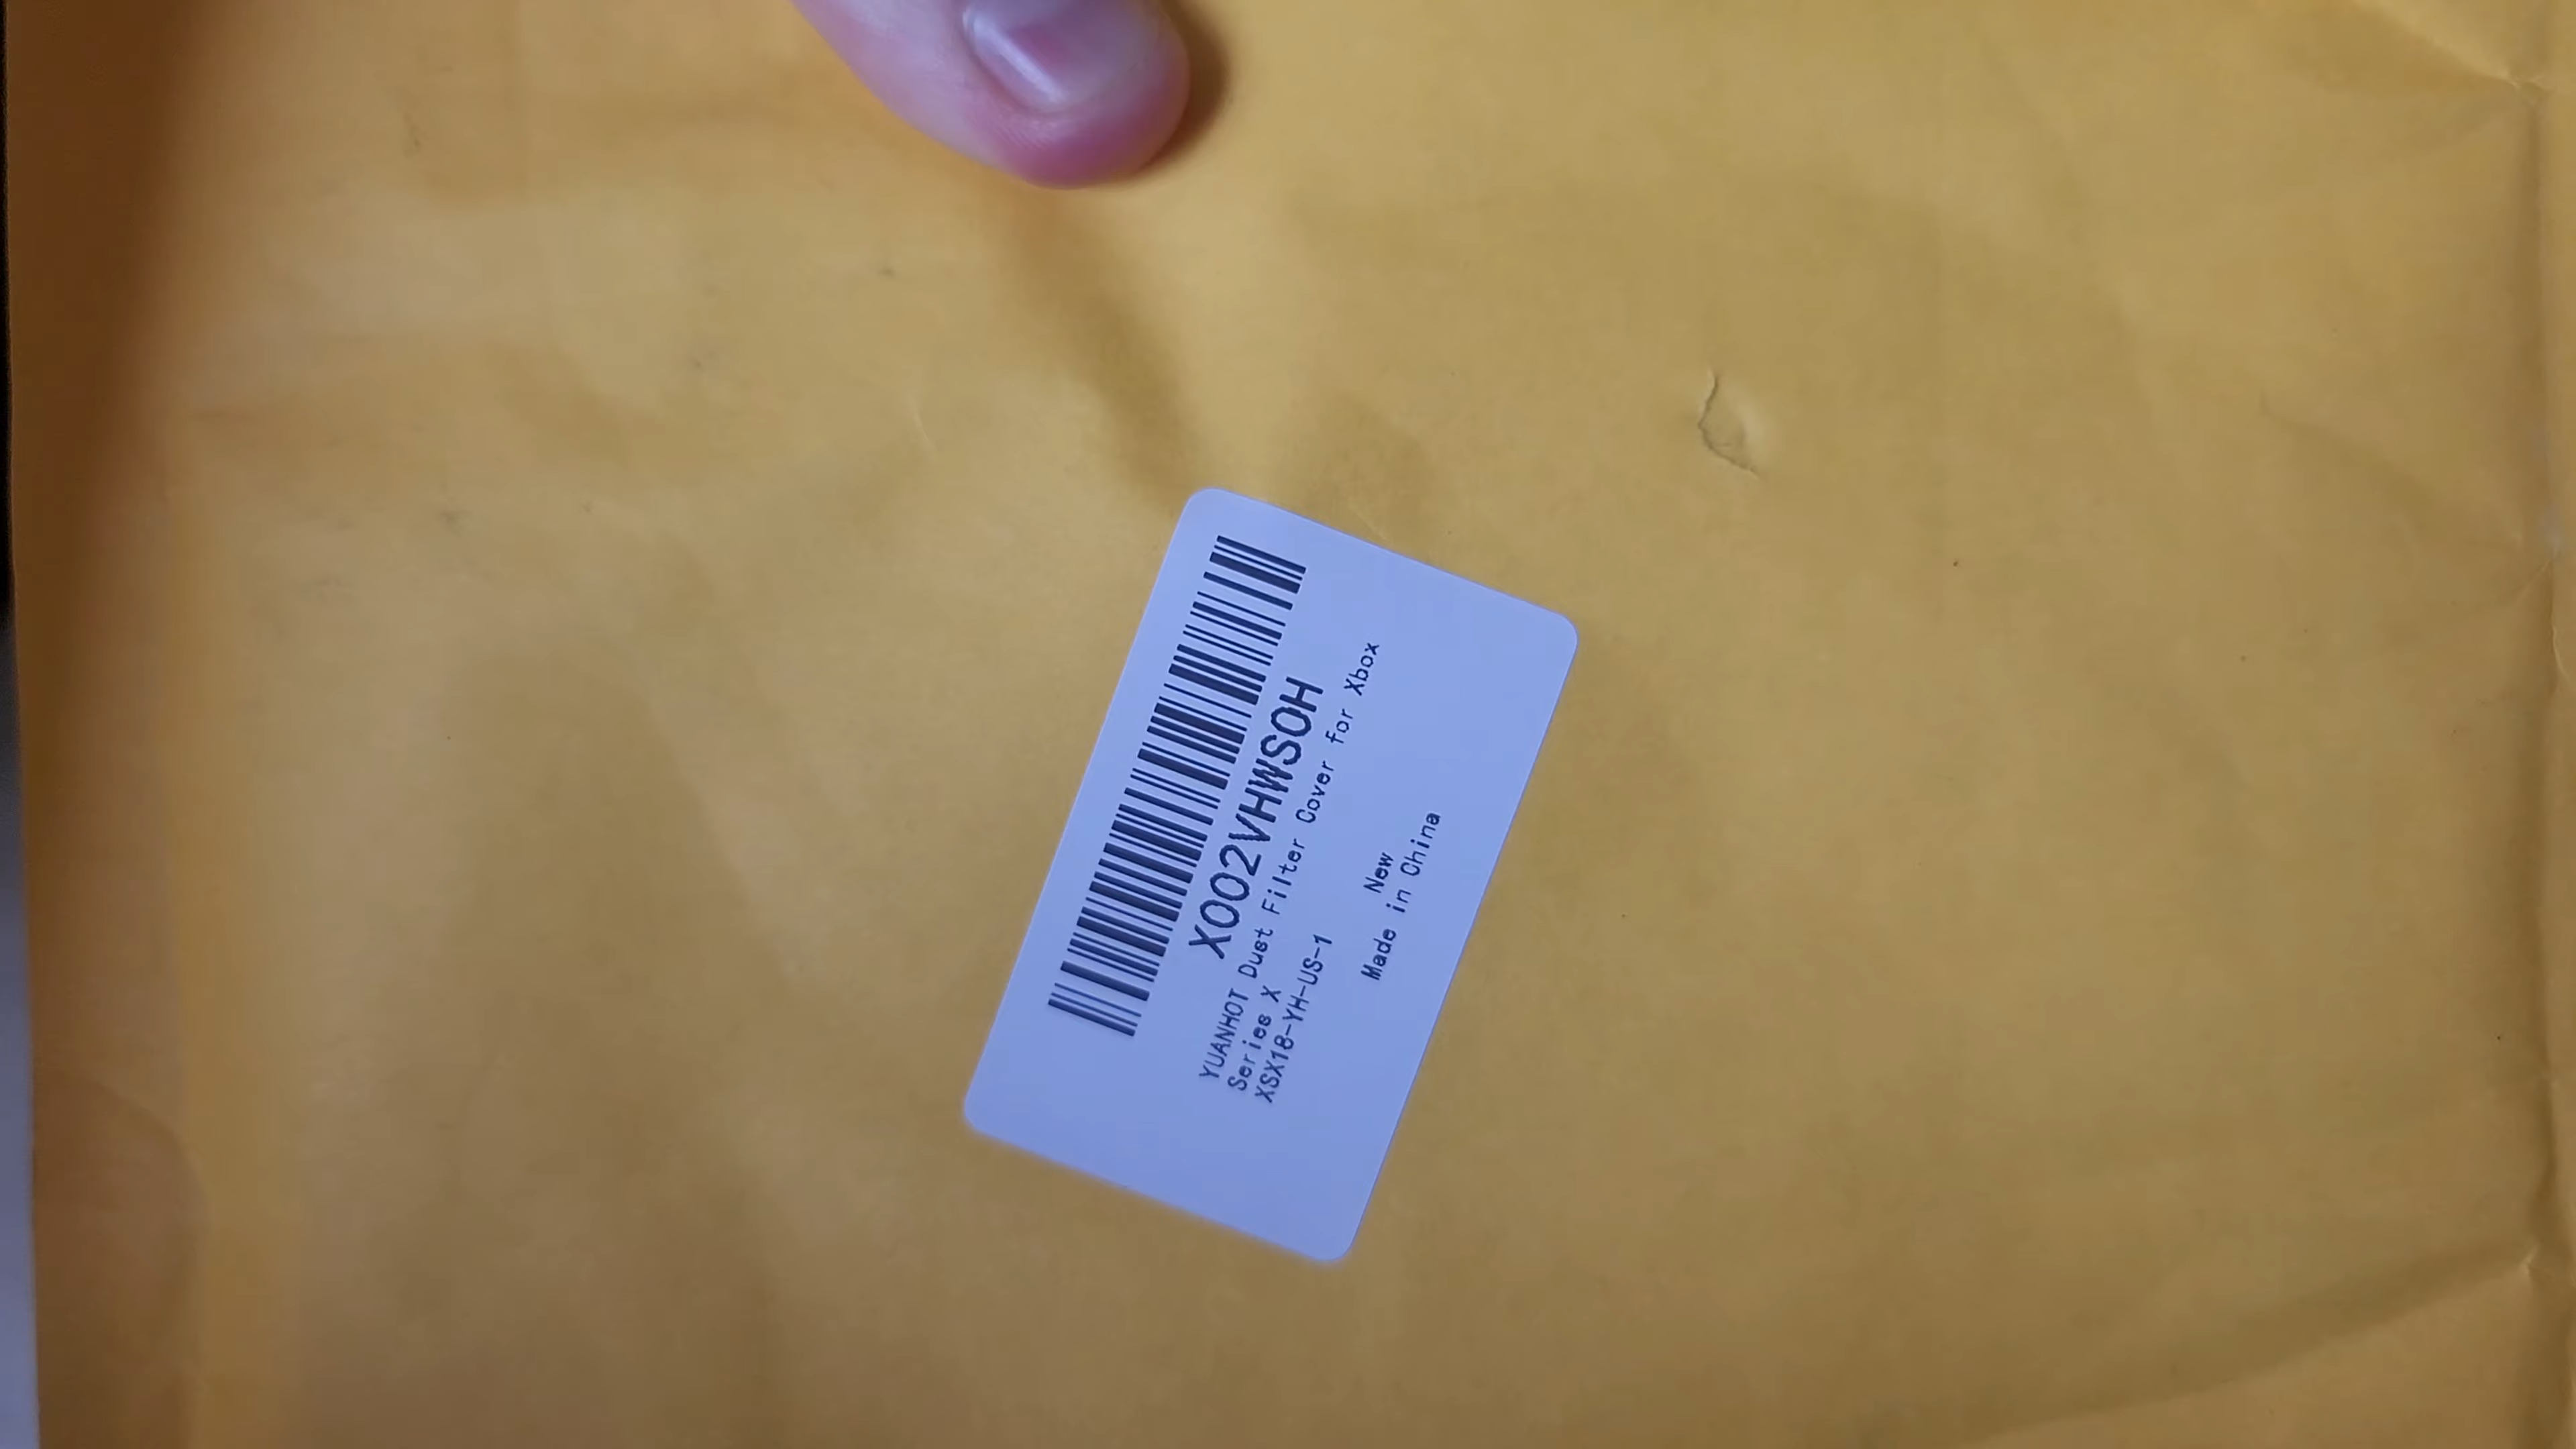 X002VHWSOH
YUANHOT Dust Filter Cover for Xbox
Series X
XSX18-YH-US-1
New
Made in China